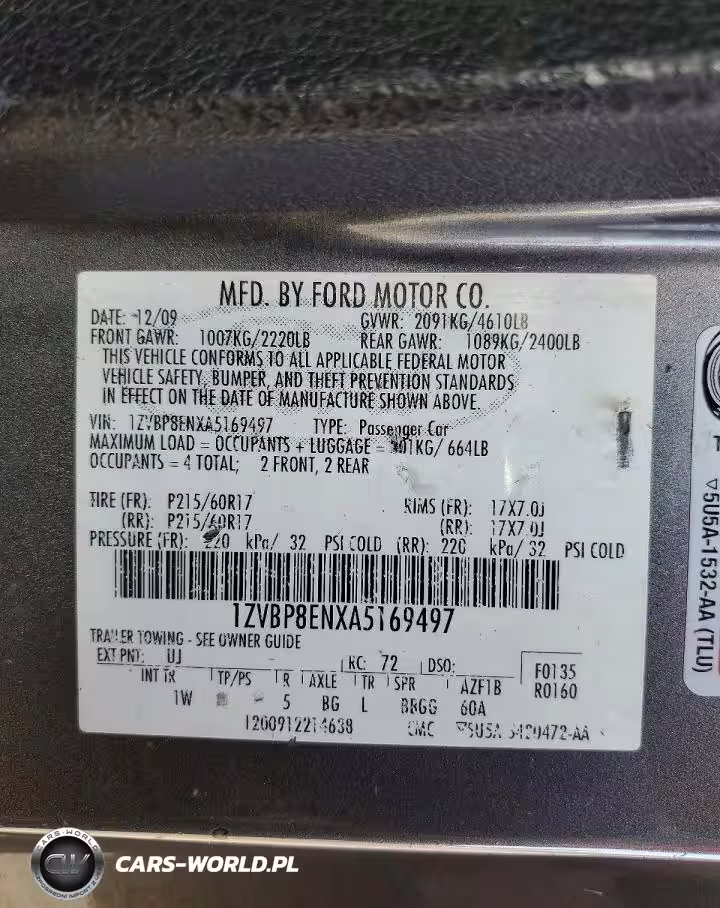 MFD. BY FORD MOTOR CO.
DATE: 12/09 GVWR: 2091KG/4610LB
FRONT GAWR: 1007KG/2220LB REAR GAWR: 1089KG/2400LB
THIS VEHICLE CONFORMS TO ALL APPLICABLE FEDERAL MOTOR
VEHICLE SAFETY, BUMPER, AND THEFT PREVENTION STANDARDS
IN EFFECT ON THE DATE OF MANUFACTURE SHOWN ABOVE.
VIN: 1ZVBP8ENXA5169497 TYPE: Passenger Car
MAXIMUM LOAD = OCCUPANTS + LUGGAGE = 301KG/ 664LB
OCCUPANTS = 4 TOTAL; 2 FRONT, 2 REAR
TIRE (FR): P215/60R17 RIMS (FR): 17X7.0J
(RR): P215/60R17 (RR): 17X7.0J
PRESSURE (FR): 220 kPa/ 32 PSI COLD (RR): 220 kPa/ 32 PSI COLD
1ZVBP8ENXA5169497
TRAILER TOWING - SEE OWNER GUIDE
EXT PNT: UJ RC: 72 DSO: F0135
INT TR TP/PS R AXLE TR SPR AZF1B R0160
1W 5 BG L BRGG 60A
CMC
5U5A-1532-AA (TLU)
CARS-WORLD
CW
CARS-WORLD.PL